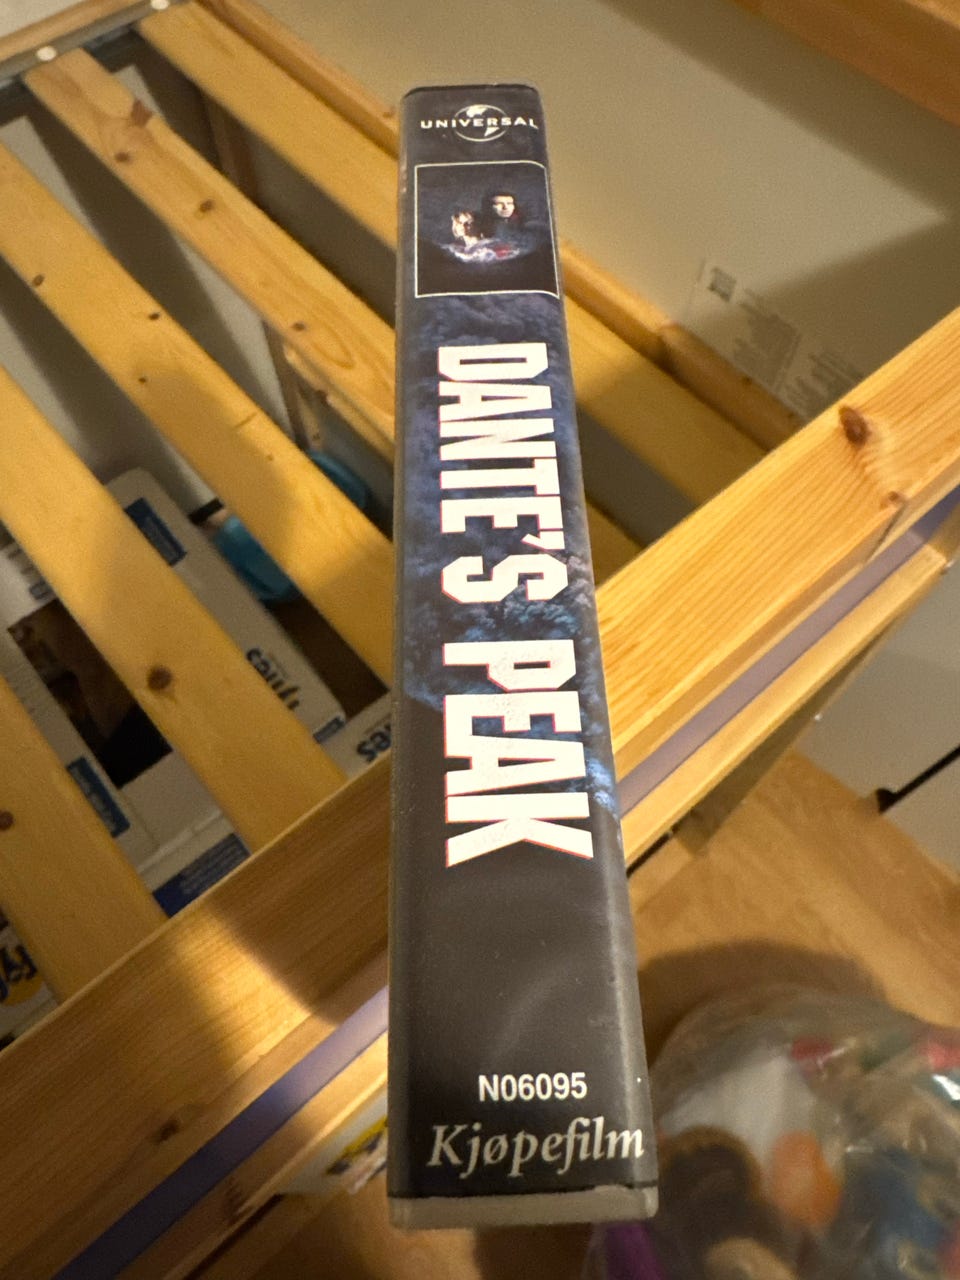 UNIVERSAL
DANTE'S PEAK
N06095
Kjøpefilm